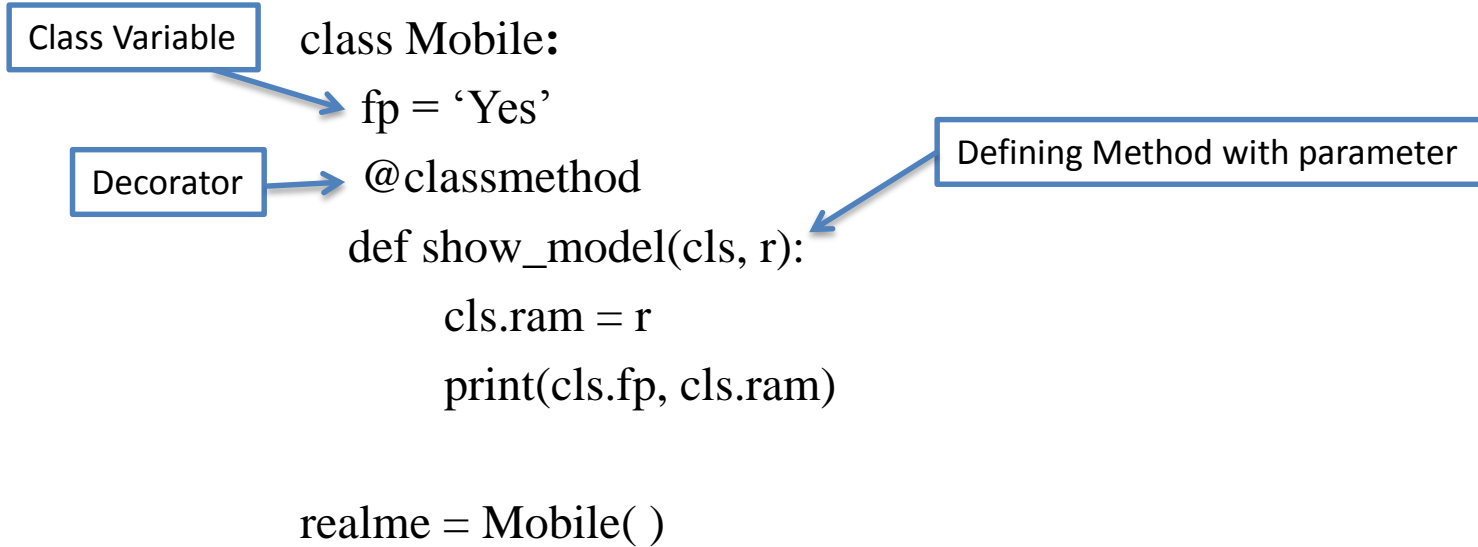 Class Variable
class Mobile:
fp = ‘Yes’
Defining Method with parameter
Decorator
@classmethod
def show_model(cls, r):
cls.ram = r
print(cls.fp, cls.ram)
realme = Mobile( )